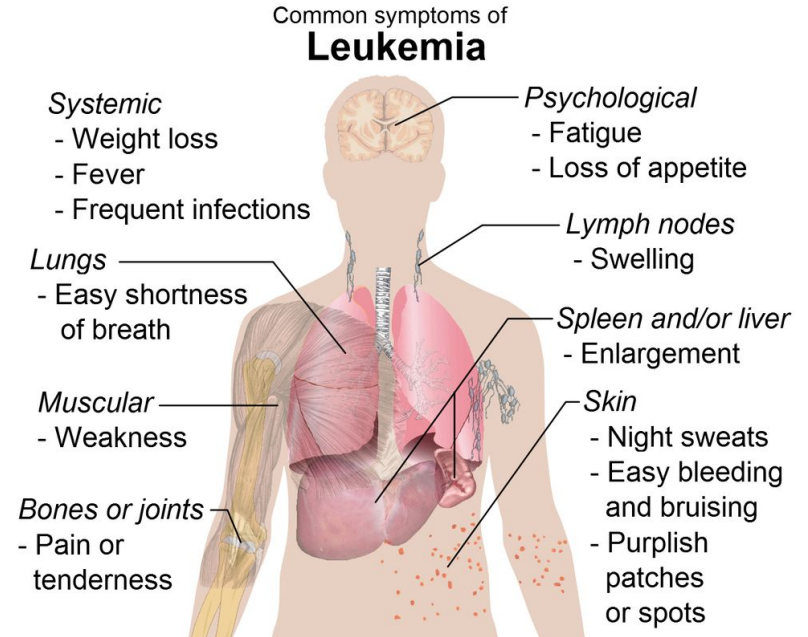 Common symptoms of
Leukemia
Systemic
- Weight loss
- Fever
- Frequent infections
Psychological
- Fatigue
- Loss of appetite
Lymph nodes
- Swelling
Lungs
- Easy shortness
of breath
Spleen and/or liver
- Enlargement
Muscular
- Weakness
Skin
- Night sweats
- Easy bleeding
and bruising
- Purplish
patches
or spots
Bones or joints
- Pain or
tenderness